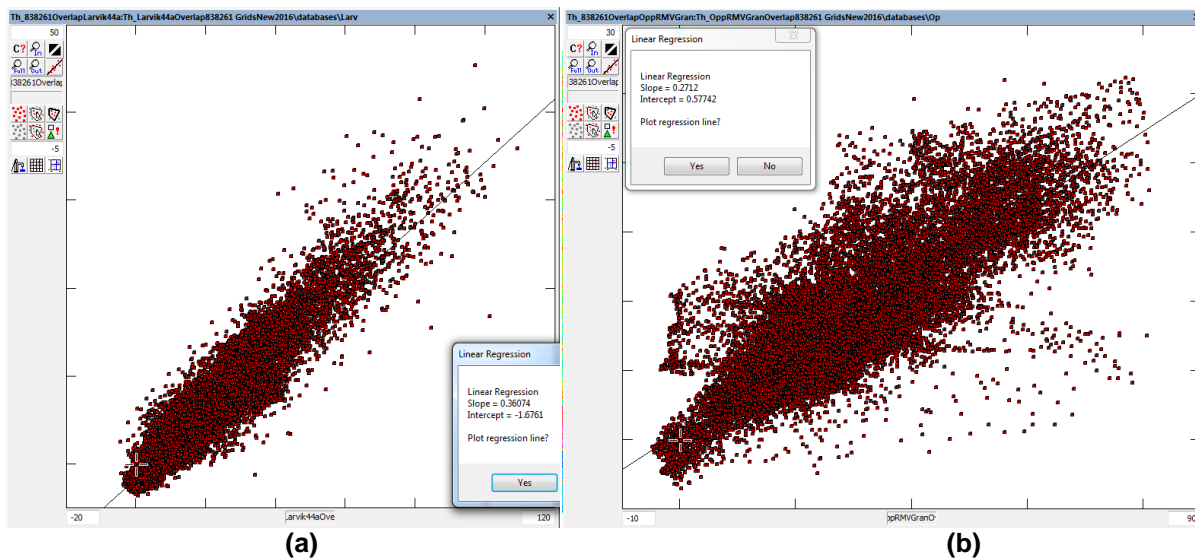 Th_838261OverlapLarvik44a:Th_Larvik44aOverlap838261 GridsNew2016\databases\Larv
×
50
C?
In
Full
Out
838261Overlap
-5
-20
Larvik44aOve
120
Linear Regression
Linear Regression
Slope = 0.36074
Intercept = -1.6761
Plot regression line?
Yes
(a)
Th_838261OverlapOppRMVGran:Th_OppRMVGranOverlap838261 GridsNew2016\databases\Op
×
30
C?
In
Full
Out
838261Overlap
-5
Linear Regression
Linear Regression
Slope = 0.2712
Intercept = 0.57742
Plot regression line?
Yes No
-10
ppRMVGranO
90
(b)